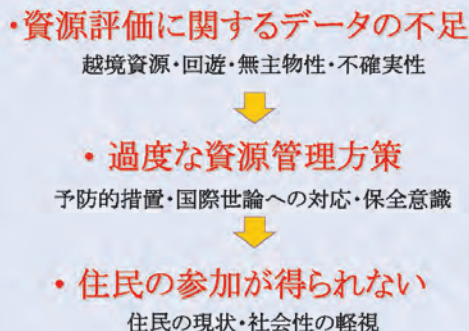 ・資源評価に関するデータの不足
越境資源・回遊・無主物性・不確実性
・過度な資源管理方策
予防的措置・国際世論への対応・保全意識
・住民の参加が得られない
住民の現状・社会性の軽視